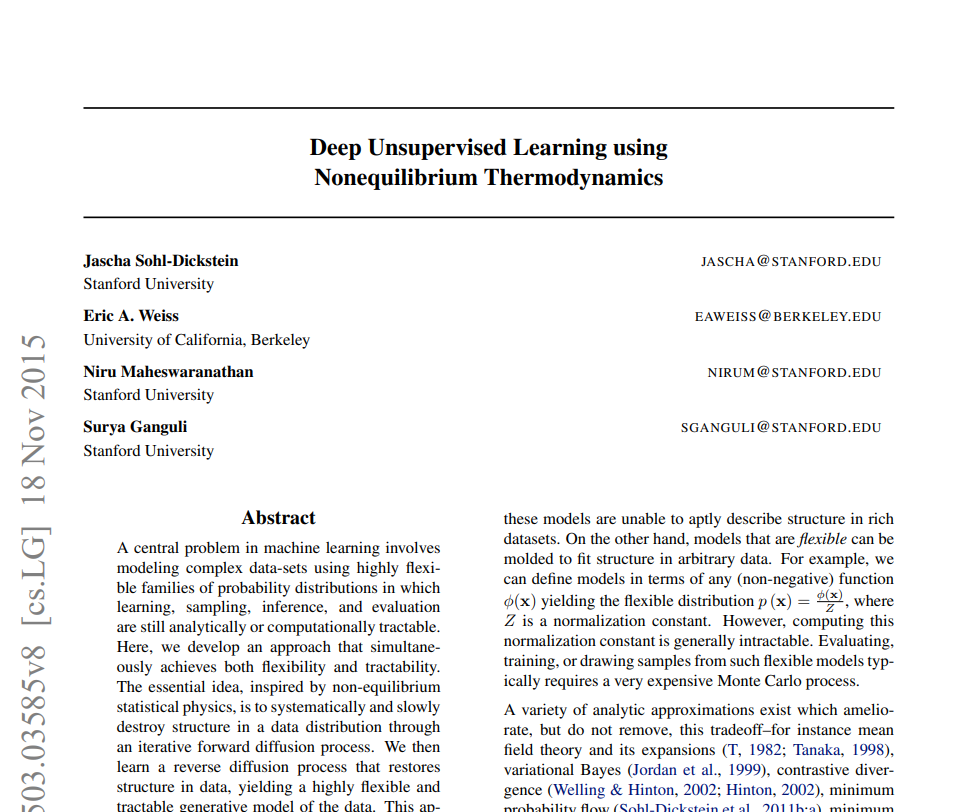 Deep Unsupervised Learning using
Nonequilibrium Thermodynamics
Jascha Sohl-Dickstein JASCHA@STANFORD.EDU
Stanford University
Eric A. Weiss EAWEISS@BERKELEY.EDU
University of California, Berkeley
Niru Maheswaranathan NIRUM@STANFORD.EDU
Stanford University
Surya Ganguli SGANGULI@STANFORD.EDU
Stanford University
503.03585v8 [cs.LG] 18 Nov 2015
Abstract
A central problem in machine learning involves
modeling complex data-sets using highly flexi-
ble families of probability distributions in which
learning, sampling, inference, and evaluation
are still analytically or computationally tractable.
Here, we develop an approach that simultane-
ously achieves both flexibility and tractability.
The essential idea, inspired by non-equilibrium
statistical physics, is to systematically and slowly
destroy structure in a data distribution through
an iterative forward diffusion process. We then
learn a reverse diffusion process that restores
structure in data, yielding a highly flexible and
tractable generative model of the data. This ap-
these models are unable to aptly describe structure in rich
datasets. On the other hand, models that are flexible can be
molded to fit structure in arbitrary data. For example, we
can define models in terms of any (non-negative) function
ϕ(x) yielding the flexible distribution p (x) = ϕ(x)/Z, where
Z is a normalization constant. However, computing this
normalization constant is generally intractable. Evaluating,
training, or drawing samples from such flexible models typ-
ically requires a very expensive Monte Carlo process.
A variety of analytic approximations exist which amelio-
rate, but do not remove, this tradeoff–for instance mean
field theory and its expansions (T, 1982; Tanaka, 1998),
variational Bayes (Jordan et al., 1999), contrastive diver-
gence (Welling & Hinton, 2002; Hinton, 2002), minimum
probability flow (Sohl-Dickstein et al., 2011b;a), minimum